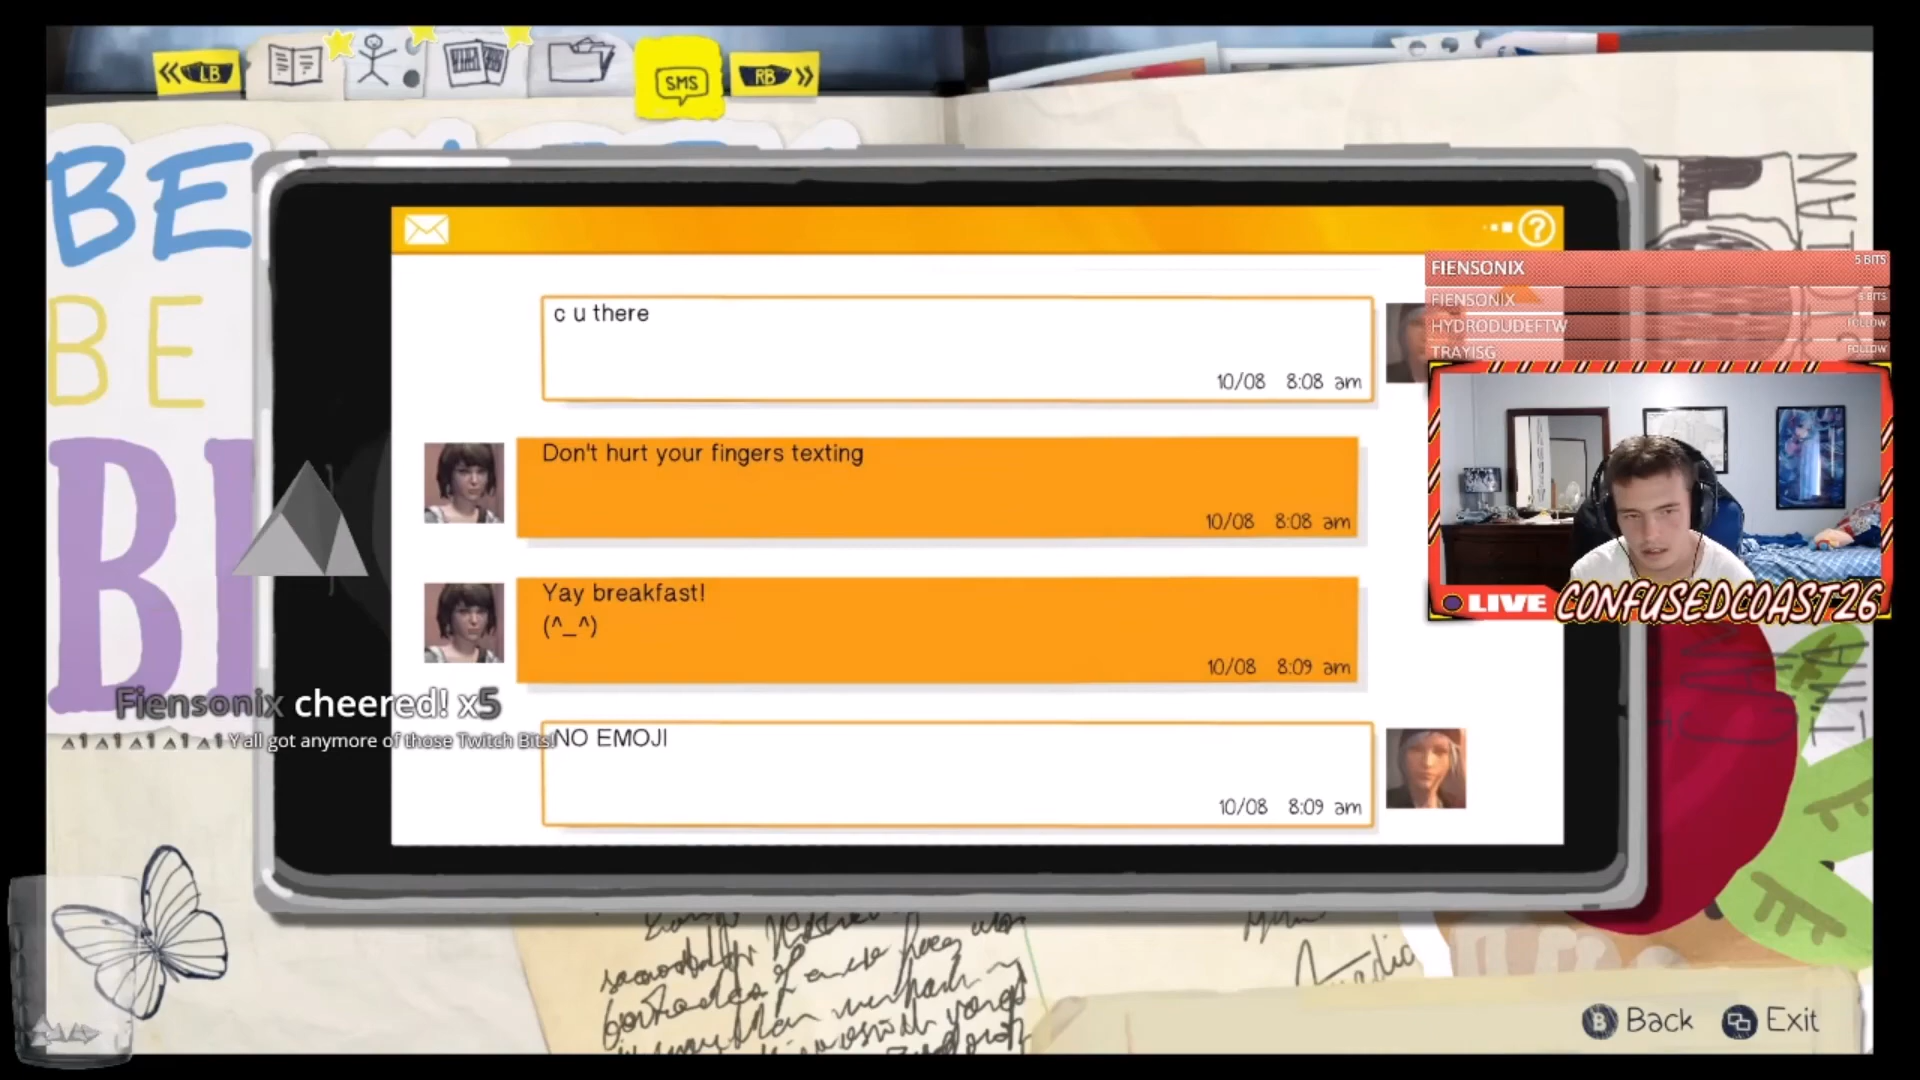 LB
SMS
RB
BE
BE
c u there
10/08 8:08 am
Don't hurt your fingers texting
10/08 8:08 am
Yay breakfast!
(^_^)
10/08 8:09 am
NO EMOJI
10/08 8:09 am
FIENSONIX 5 BITS
FIENSONIX 5 BITS
HYDRODUDEFTW FOLLOW
TRAYISG FOLLOW
LIVE CONFUSEDCOAST26
Fiensonix cheered! x5
Y'all got anymore of those Twitch Bits!
B Back Exit